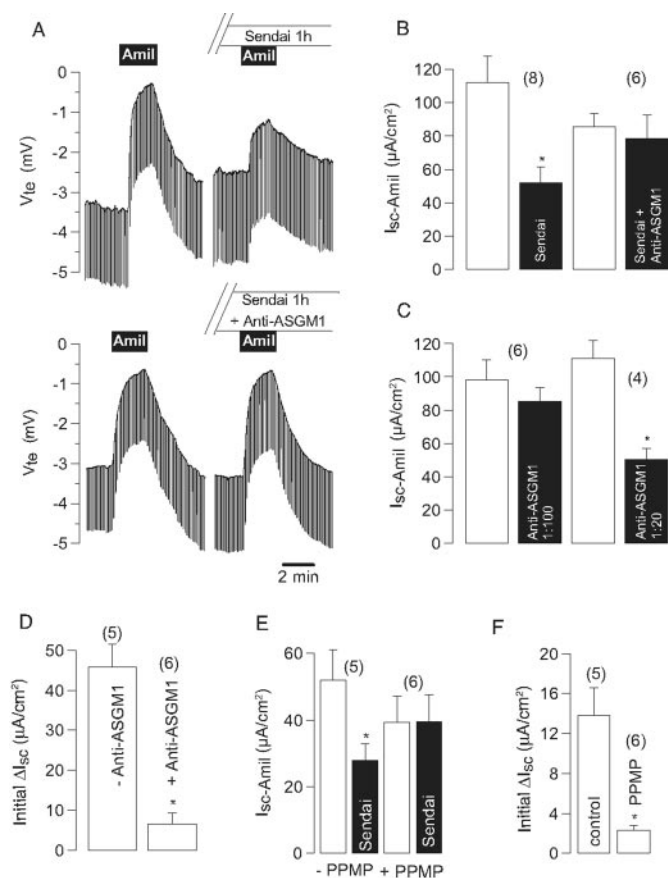 A
Sendai 1h
Amil
Amil
0
-1
-2
-3
-4
-5
Vte (mV)
Sendai 1h
+ Anti-ASGM1
Amil
Amil
0
-1
-2
-3
-4
-5
Vte (mV)
2 min
B
120
100
80
60
40
20
0
Isc-Amil (µA/cm²)
(8)
(6)
*
Sendai
Sendai +
Anti-ASGM1
C
120
100
80
60
40
20
0
Isc-Amil (µA/cm²)
(6)
(4)
*
Anti-ASGM1
1:100
Anti-ASGM1
1:20
D
50
40
30
20
10
0
Initial ΔIsc (µA/cm²)
(5)
(6)
- Anti-ASGM1
+ Anti-ASGM1
*
E
60
40
20
0
Isc-Amil (µA/cm²)
(5)
(6)
*
Sendai
Sendai
- PPMP + PPMP
F
20
16
12
8
4
0
Initial ΔIsc (µA/cm²)
(5)
(6)
control
* PPMP